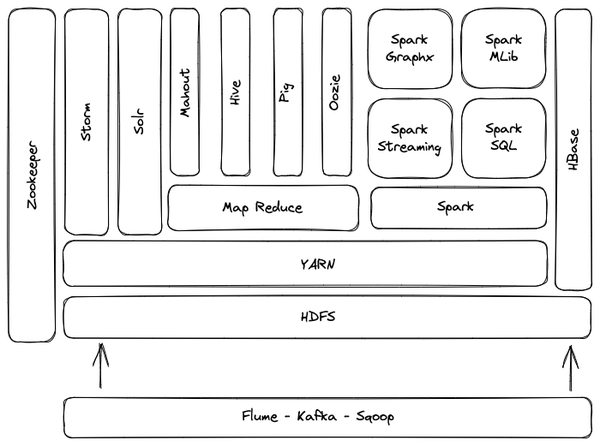 Zookeeper
Storm
Solr
Mahout
Hive
Pig
Oozie
Spark
Graphx
Spark
MLib
Spark
Streaming
Spark
SQL
HBase
Map Reduce
Spark
YARN
HDFS
Flume - Kafka - Sqoop